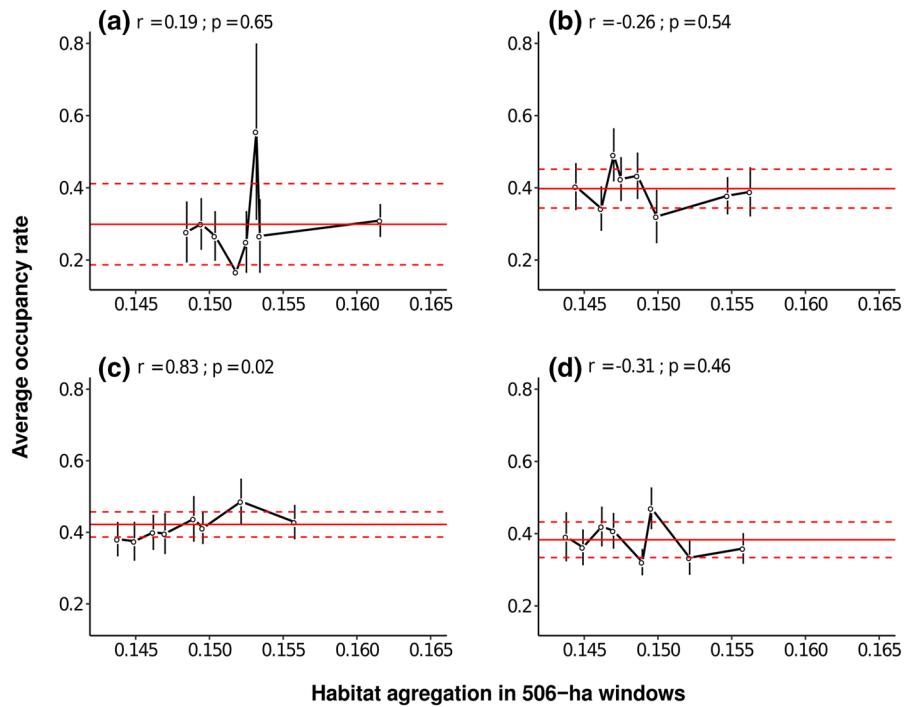 (a) r = 0.19 ; p = 0.65
(b) r = -0.26 ; p = 0.54
0.8
0.6
0.4
0.2
0.145 0.150 0.155 0.160 0.165
0.8
0.6
0.4
0.2
0.145 0.150 0.155 0.160 0.165
(c) r = 0.83 ; p = 0.02
(d) r = -0.31 ; p = 0.46
0.8
0.6
0.4
0.2
0.145 0.150 0.155 0.160 0.165
0.8
0.6
0.4
0.2
0.145 0.150 0.155 0.160 0.165
Average occupancy rate
Habitat agregation in 506−ha windows